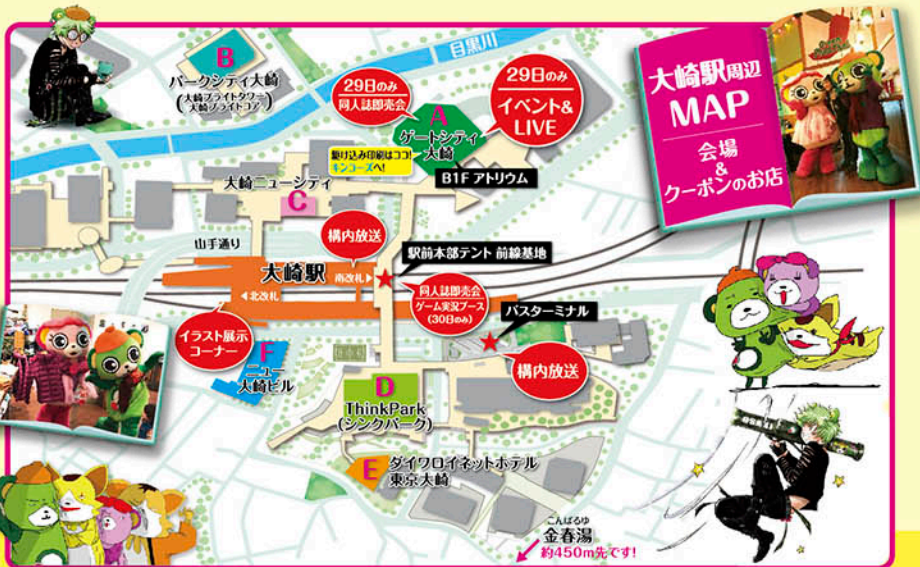 大崎駅周辺
MAP
会場
&
クーポンのお店
目黒川
B
パークシティ大崎
(大崎ブライトタワー
大崎ブライトコア)
29日のみ
同人誌即売会
29日のみ
イベント&
LIVE
A
ゲートシティ
大崎
駆け込み印刷はココ!
キンコーズへ!
B1F アトリウム
大崎ニューシティ
C
山手通り
構内放送
駅前本部テント 前線基地
大崎駅
南改札▶
◀北改札
同人誌即売会
ゲーム実況ブース
(30日のみ)
バスターミナル
イラスト展示
コーナー
F
ニュー
大崎ビル
構内放送
D
ThinkPark
(シンクパーク)
E
ダイワロイネットホテル
東京大崎
こんぱるゆ
金春湯
約450m先です!